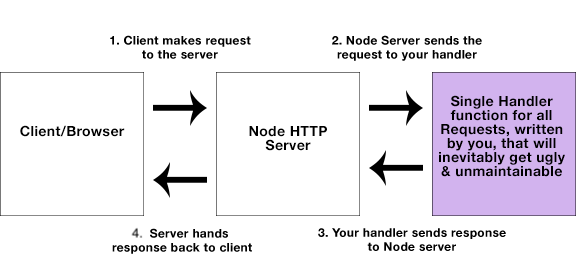 1. Client makes request
to the server
2. Node Server sends the
request to your handler
Client/Browser
Node HTTP
Server
Single Handler
function for all
Requests, written
by you, that will
inevitably get ugly
& unmaintainable
4. Server hands
response back to client
3. Your handler sends response
to Node server